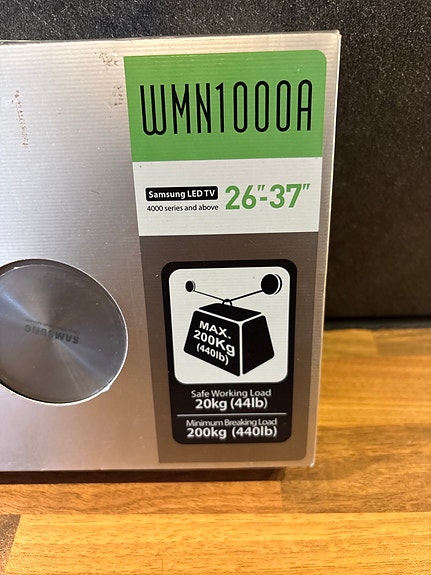 WMN1000A
Samsung LED TV
4000 series and above
26"-37"
MAX.
200Kg
(440lb)
SAMSUNG
Safe Working Load
20kg (44lb)
Minimum Breaking Load
200kg (440lb)